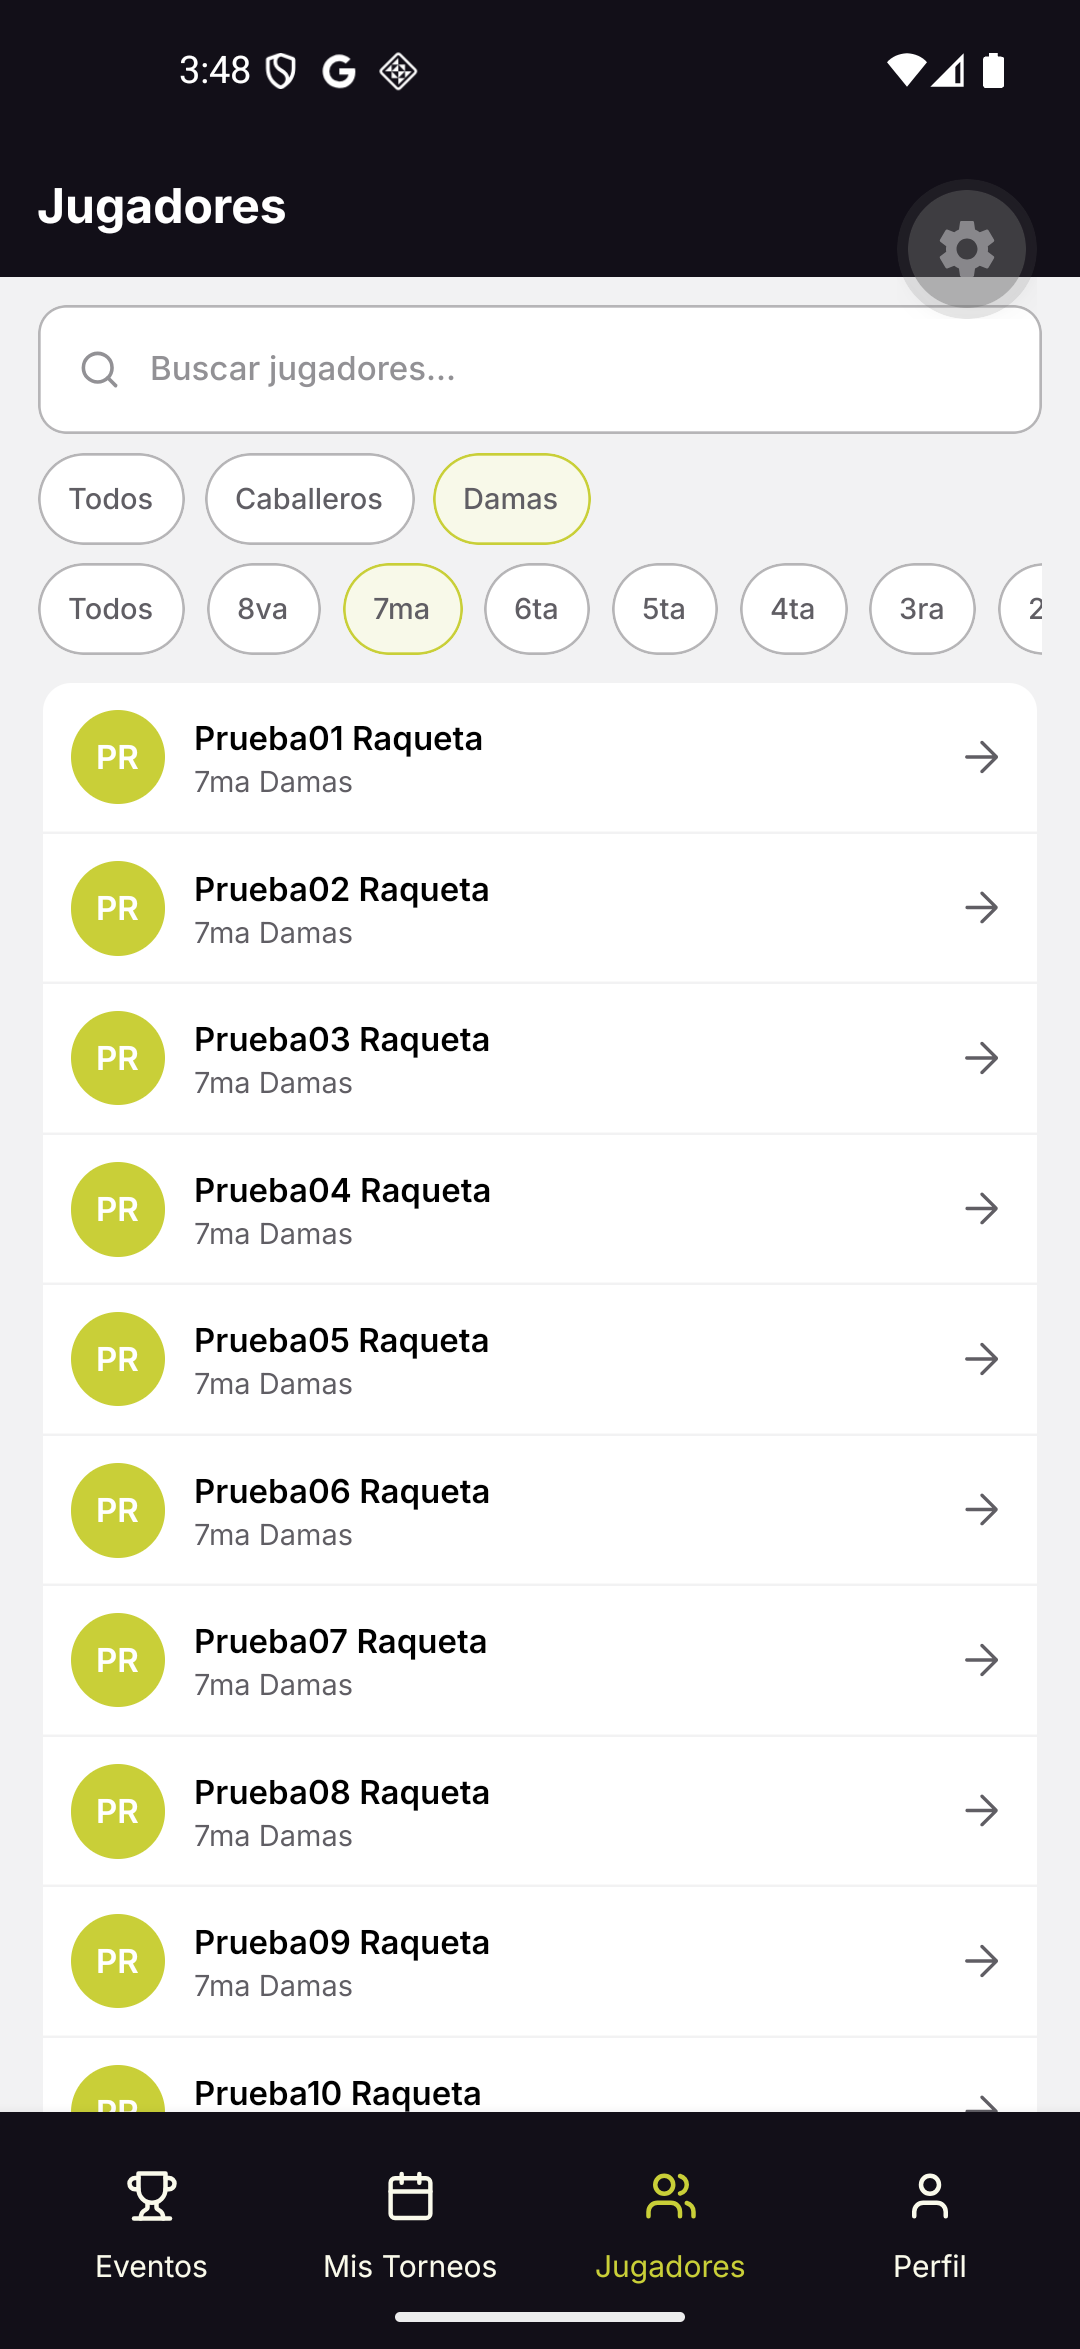 3:48
Jugadores
Buscar jugadores...
Todos Caballeros Damas
Todos 8va 7ma 6ta 5ta 4ta 3ra 2
PR Prueba01 Raqueta
7ma Damas
PR Prueba02 Raqueta
7ma Damas
PR Prueba03 Raqueta
7ma Damas
PR Prueba04 Raqueta
7ma Damas
PR Prueba05 Raqueta
7ma Damas
PR Prueba06 Raqueta
7ma Damas
PR Prueba07 Raqueta
7ma Damas
PR Prueba08 Raqueta
7ma Damas
PR Prueba09 Raqueta
7ma Damas
PR Prueba10 Raqueta
Eventos Mis Torneos Jugadores Perfil